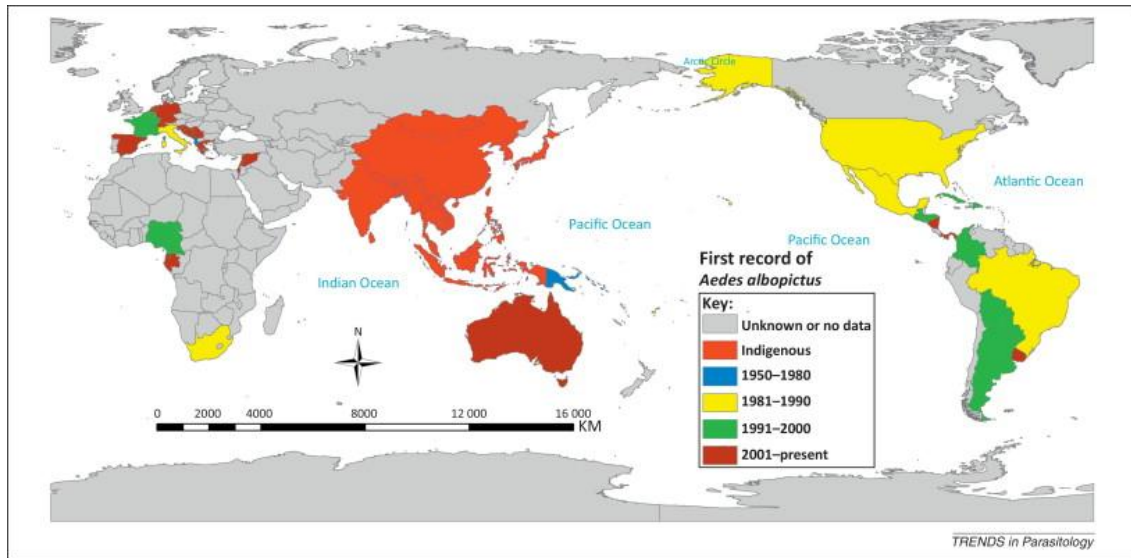 Arctic Circle
Atlantic Ocean
Pacific Ocean
Pacific Ocean
Indian Ocean
N
First record of
Aedes albopictus
Key:
Unknown or no data
Indigenous
1950–1980
1981–1990
1991–2000
2001–present
0 2000 4000 8000 12 000 16 000
KM
TRENDS in Parasitology